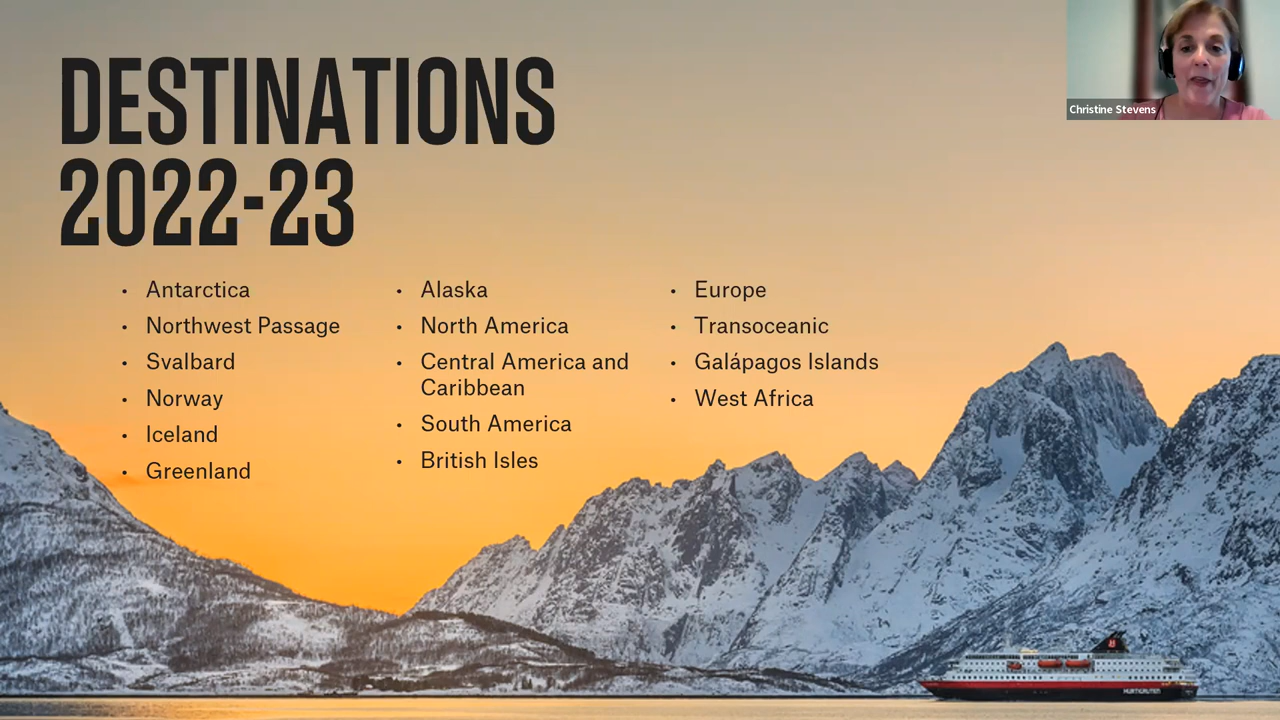 DESTINATIONS
2022-23
Christine Stevens
• Antarctica
• Northwest Passage
• Svalbard
• Norway
• Iceland
• Greenland
• Alaska
• North America
• Central America and
Caribbean
• South America
• British Isles
• Europe
• Transoceanic
• Galápagos Islands
• West Africa
HURTIGRUTEN